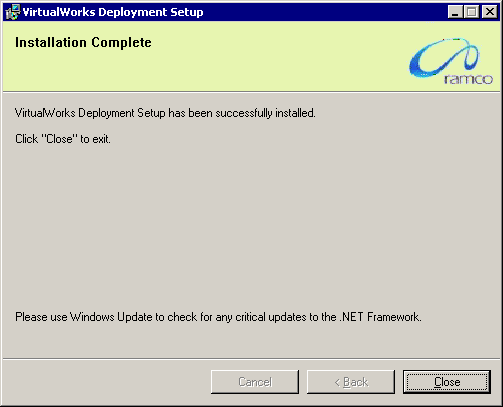 VirtualWorks Deployment Setup
Installation Complete
ramco
VirtualWorks Deployment Setup has been successfully installed.
Click "Close" to exit.
Please use Windows Update to check for any critical updates to the .NET Framework.
Cancel
< Back
Close